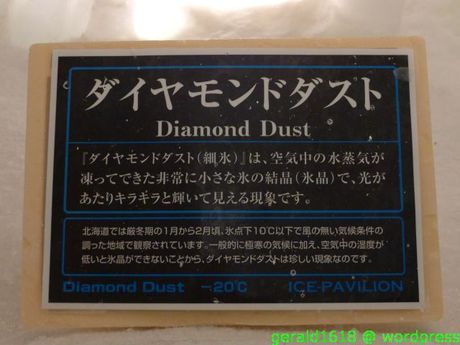 ダイヤモンドダスト
Diamond Dust
『ダイヤモンドダスト(細氷)』は、空気中の水蒸気が
凍ってできた非常に小さな氷の結晶(氷晶)で、光が
あたりキラキラと輝いて見える現象です。
北海道では厳冬期の1月から2月頃、氷点下10℃以下で風の無い気候条件の
調った地域で観察されています。一般的に極寒の気候に加え、空気中の湿度が
低いと氷晶ができないことから、ダイヤモンドダストは珍しい現象なのです。
Diamond Dust −20℃ ICE-PAVILION
gerald1618 @ wordpress